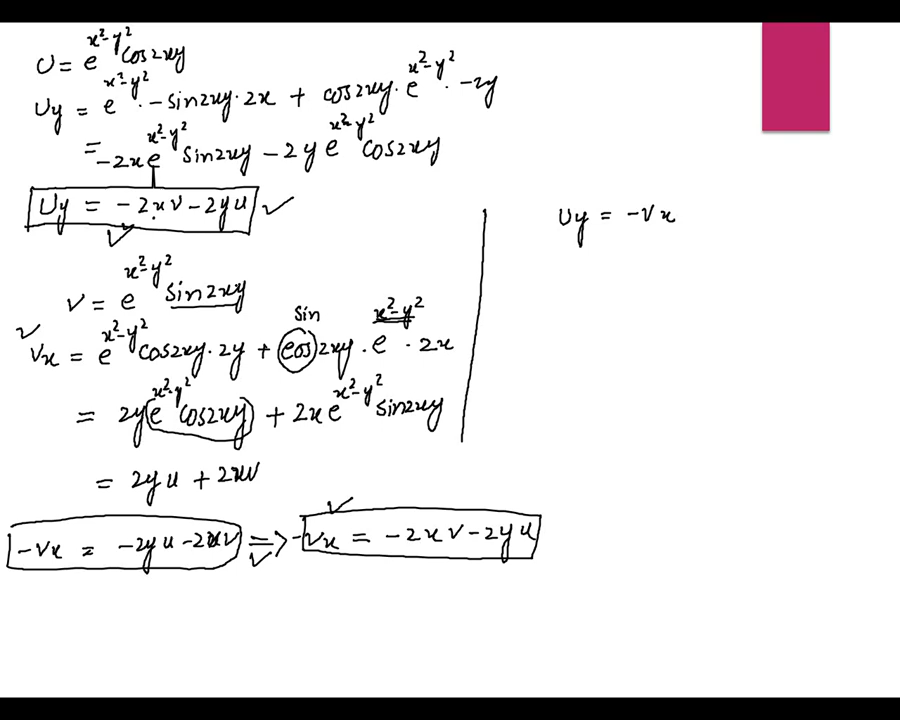 U = e^{x²-y²} cos2xy
Uy = e^{x²-y²} · -sin2xy · 2x + cos2xy · e^{x²-y²} · -2y
= -2x e^{x²-y²} sin2xy - 2y e^{x²-y²} cos2xy
Uy = -2xv - 2yu ✓
✓
Uy = -Vx
V = e^{x²-y²} sin2xy
✓
sin
Vx = e^{x²-y²} cos2xy · 2y + cos2xy · e^{x²-y²} · 2x
= 2y(e^{x²-y²} cos2xy) + 2x e^{x²-y²} sin2xy
= 2yu + 2xv
✓
-Vx = -2yu - 2xv => -Vx = -2xv - 2yu
✓